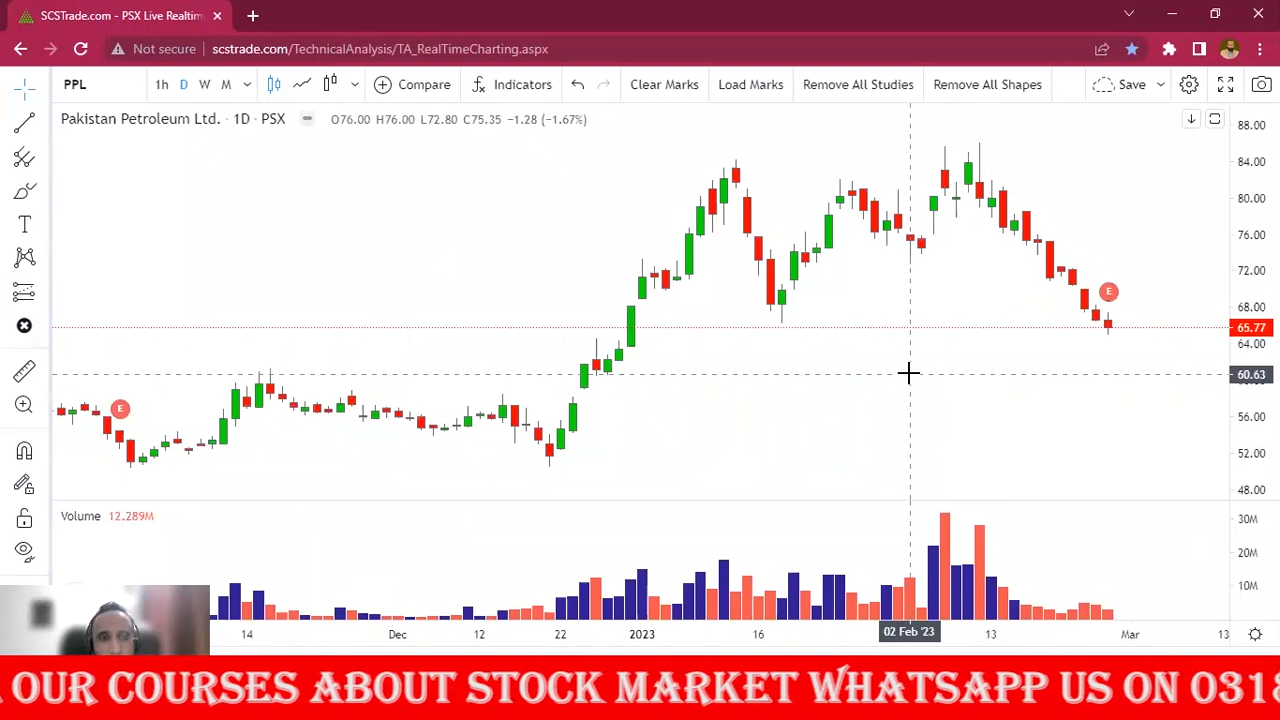 SCSTrade.com - PSX Live Realtim
Not secure scstrade.com/TechnicalAnalysis/TA_RealTimeCharting.aspx
PPL 1h D W M Compare Indicators Clear Marks Load Marks Remove All Studies Remove All Shapes Save
Pakistan Petroleum Ltd. · 1D · PSX O76.00 H76.00 L72.80 C75.35 −1.28 (−1.67%)
88.00
84.00
80.00
76.00
72.00
E
68.00
65.77
64.00
60.63
E
56.00
52.00
48.00
Volume 12.289M
30M
20M
10M
14 Dec 12 22 2023 16 02 Feb '23 13 Mar 13
OUR COURSES ABOUT STOCK MARKET WHATSAPP US ON 0318